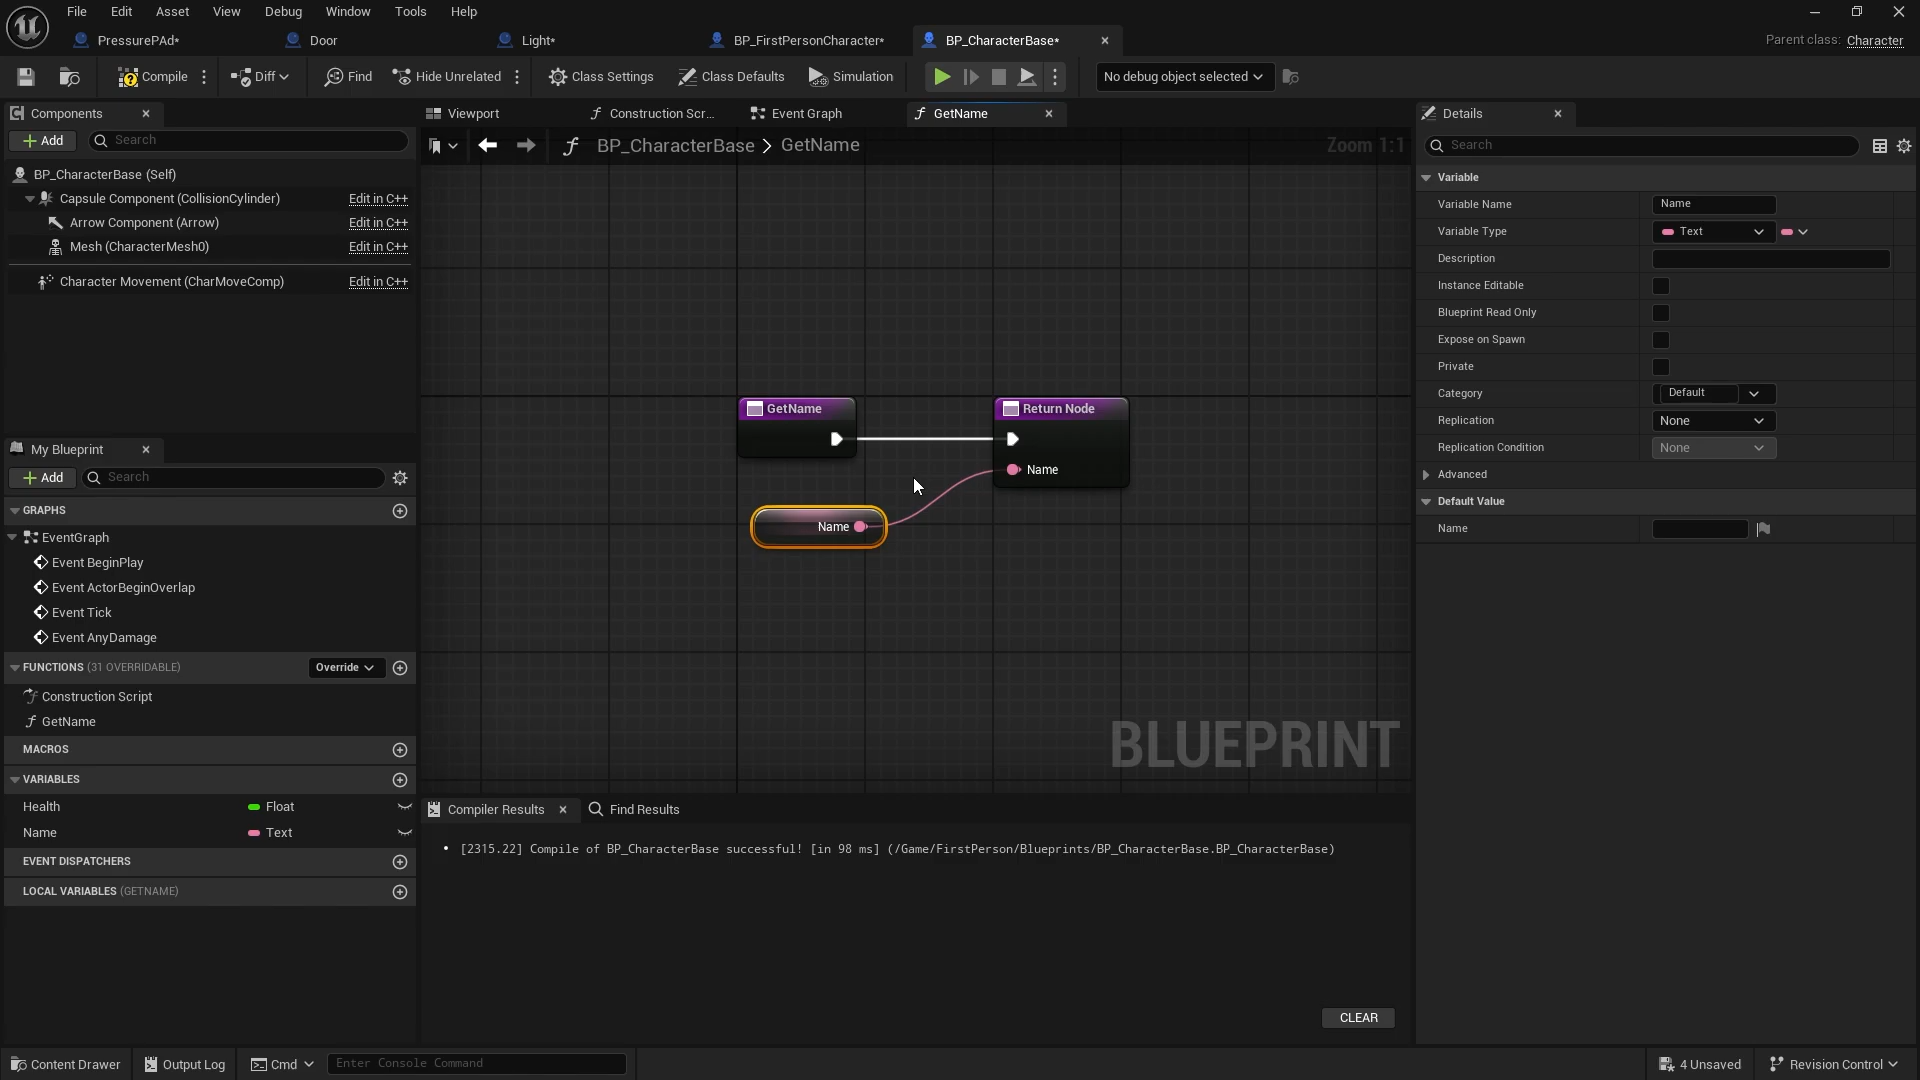 File Edit Asset View Debug Window Tools Help
PressurePAd* Door Light* BP_FirstPersonCharacter* BP_CharacterBase* Parent class: Character
Compile Diff Find Hide Unrelated Class Settings Class Defaults Simulation No debug object selected
Components
Add Search
BP_CharacterBase (Self)
Capsule Component (CollisionCylinder) Edit in C++
Arrow Component (Arrow) Edit in C++
Mesh (CharacterMesh0) Edit in C++
Character Movement (CharMoveComp) Edit in C++
My Blueprint
Add Search
GRAPHS
EventGraph
Event BeginPlay
Event ActorBeginOverlap
Event Tick
Event AnyDamage
FUNCTIONS (31 OVERRIDABLE) Override
Construction Script
GetName
MACROS
VARIABLES
Health Float
Name Text
EVENT DISPATCHERS
LOCAL VARIABLES (GETNAME)
Viewport Construction Scr... Event Graph GetName
BP_CharacterBase > GetName Zoom 1:1
GetName
Return Node
Name
Name
BLUEPRINT
Compiler Results Find Results
[2315.22] Compile of BP_CharacterBase successful! [in 98 ms] (/Game/FirstPerson/Blueprints/BP_CharacterBase.BP_CharacterBase)
CLEAR
Details
Search
Variable
Variable Name Name
Variable Type Text
Description
Instance Editable
Blueprint Read Only
Expose on Spawn
Private
Category Default
Replication None
Replication Condition None
Advanced
Default Value
Name
Content Drawer Output Log Cmd Enter Console Command 4 Unsaved Revision Control